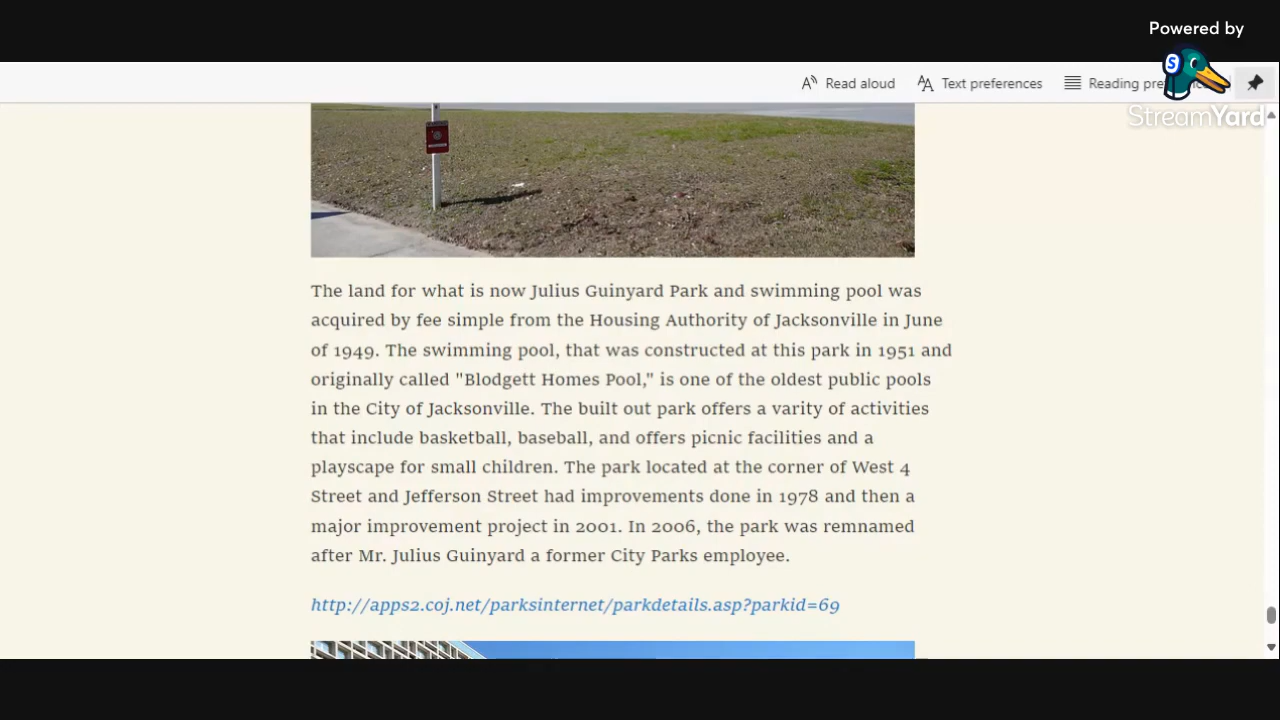 Powered by
S
Read aloud
Text preferences
Reading pre
StreamYard
The land for what is now Julius Guinyard Park and swimming pool was
acquired by fee simple from the Housing Authority of Jacksonville in June
of 1949. The swimming pool, that was constructed at this park in 1951 and
originally called "Blodgett Homes Pool," is one of the oldest public pools
in the City of Jacksonville. The built out park offers a varity of activities
that include basketball, baseball, and offers picnic facilities and a
playscape for small children. The park located at the corner of West 4
Street and Jefferson Street had improvements done in 1978 and then a
major improvement project in 2001. In 2006, the park was remnamed
after Mr. Julius Guinyard a former City Parks employee.
http://apps2.coj.net/parksinternet/parkdetails.asp?parkid=69